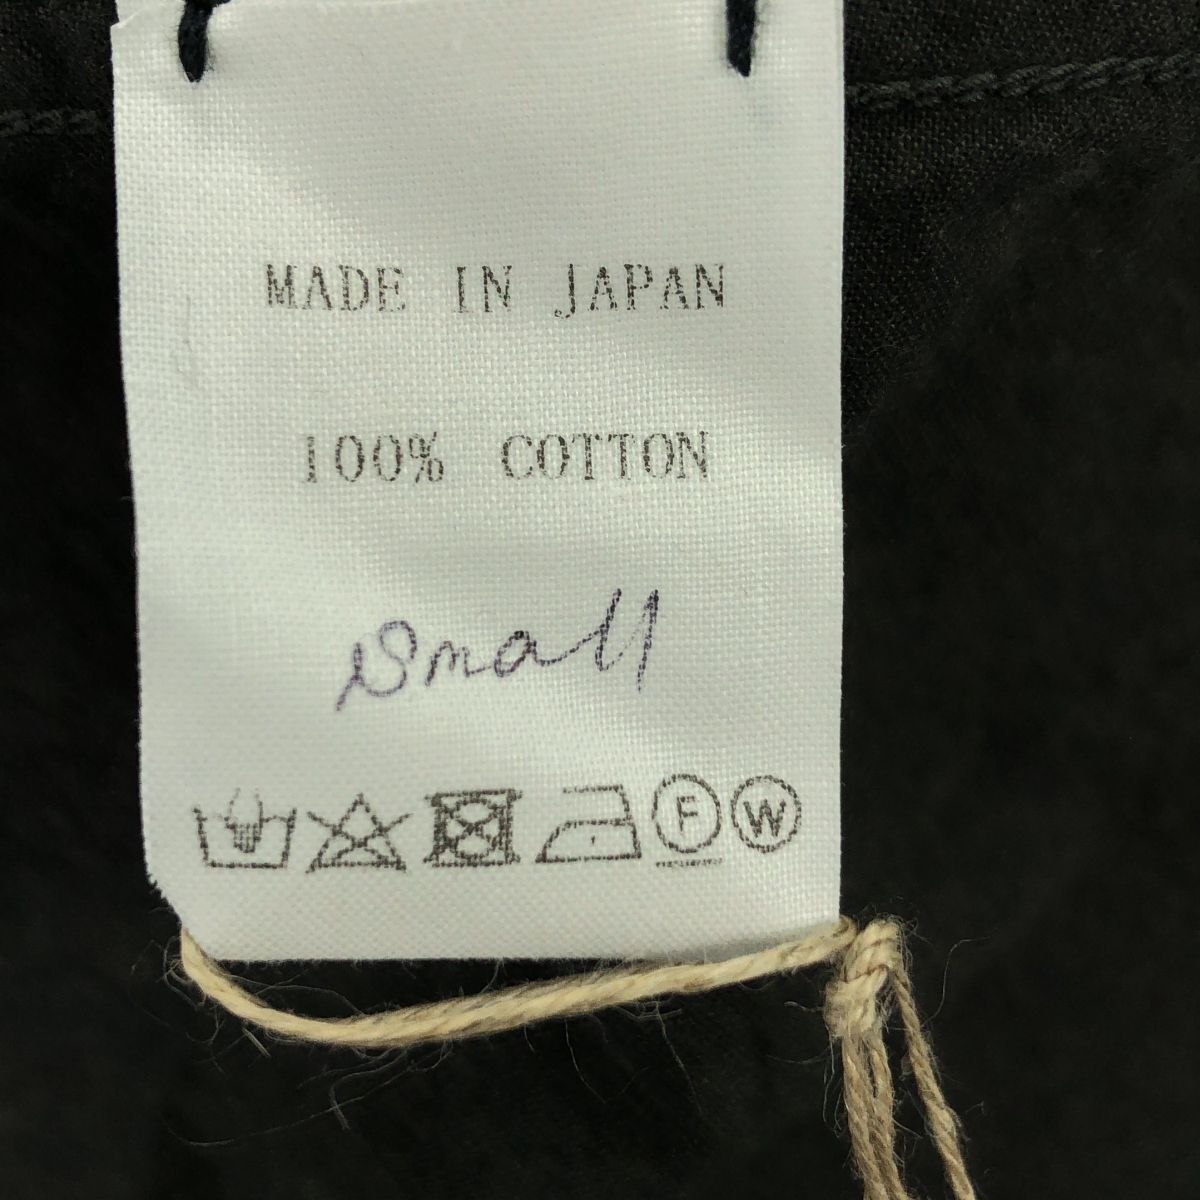 MADE IN JAPAN
100% COTTON
Small
F W